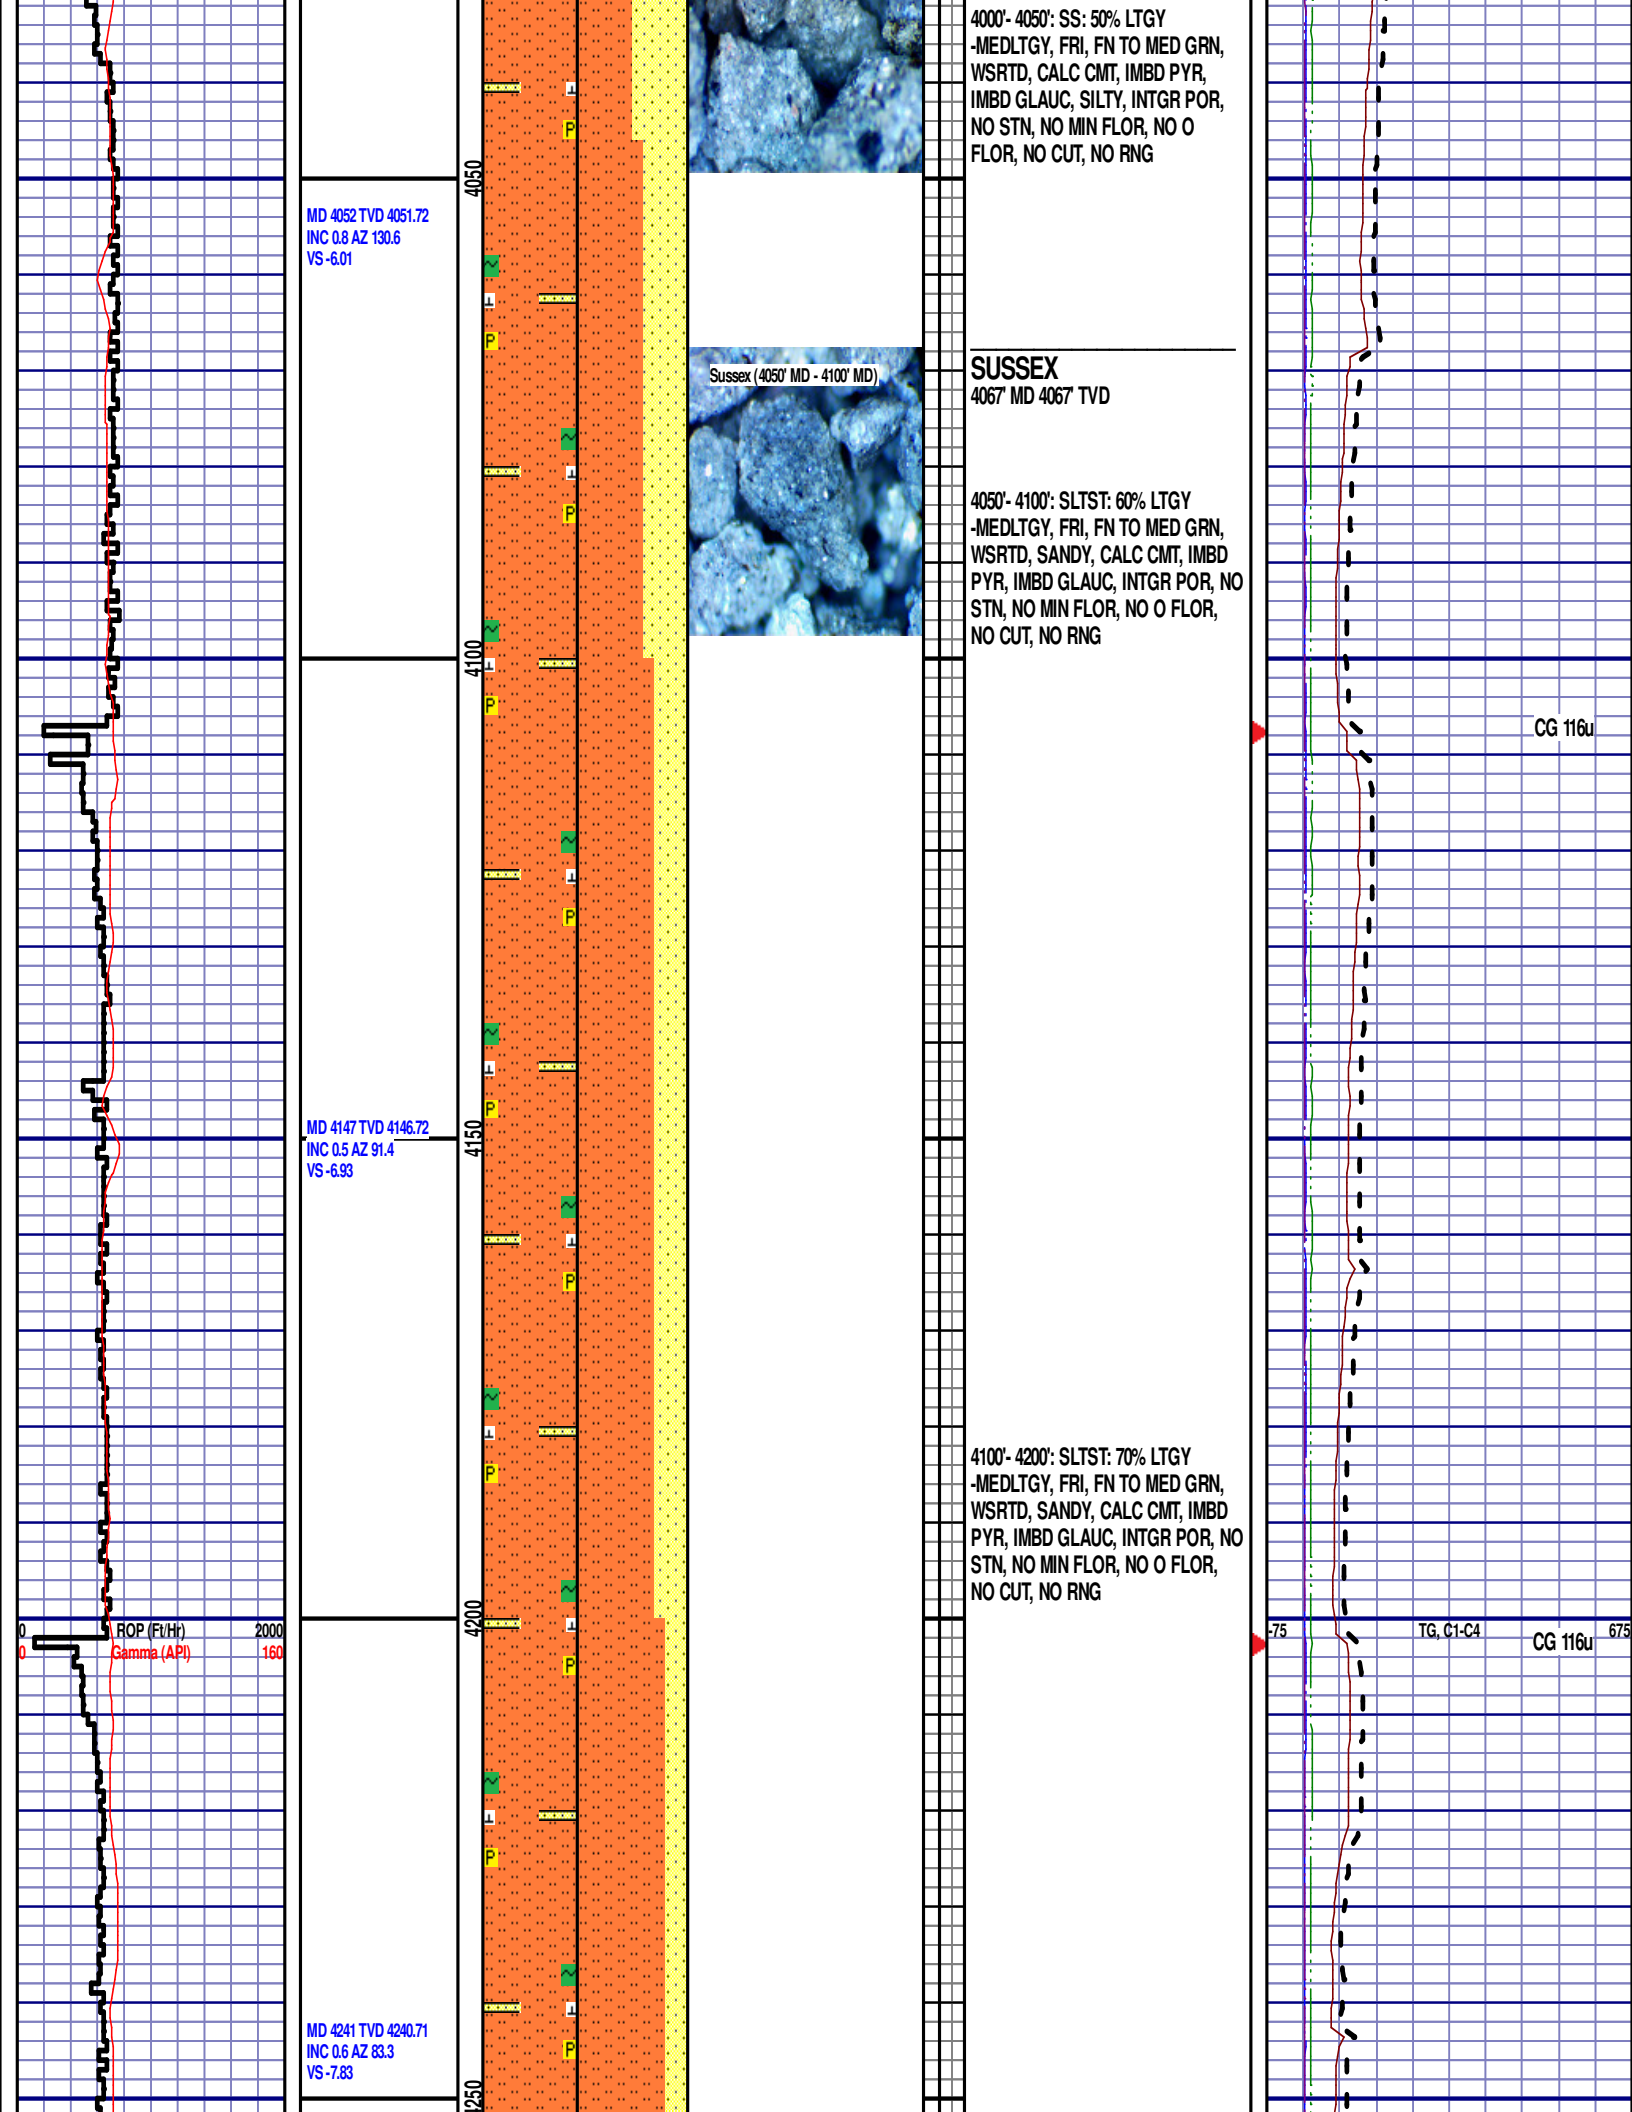 4000'- 4050': SS: 50% LTGY
-MEDLTGY, FRI, FN TO MED GRN,
WSRTD, CALC CMT, IMBD PYR,
IMBD GLAUC, SILTY, INTGR POR,
NO STN, NO MIN FLOR, NO O
FLOR, NO CUT, NO RNG
P
4050
MD 4052 TVD 4051.72
INC 0.8 AZ 130.6
VS -6.01
P
SUSSEX
4067' MD 4067' TVD
Sussex (4050' MD - 4100' MD)
4050'- 4100': SLTST: 60% LTGY
-MEDLTGY, FRI, FN TO MED GRN,
WSRTD, SANDY, CALC CMT, IMBD
PYR, IMBD GLAUC, INTGR POR, NO
STN, NO MIN FLOR, NO O FLOR,
NO CUT, NO RNG
P
4100
P
CG 116u
P
P
MD 4147 TVD 4146.72
INC 0.5 AZ 91.4
VS -6.93
4150
P
P
4100'- 4200': SLTST: 70% LTGY
-MEDLTGY, FRI, FN TO MED GRN,
WSRTD, SANDY, CALC CMT, IMBD
PYR, IMBD GLAUC, INTGR POR, NO
STN, NO MIN FLOR, NO O FLOR,
NO CUT, NO RNG
4200
0 ROP (Ft/Hr) 2000
0 Gamma (API) 160
-75 TG, C1-C4 675
CG 116u
P
P
MD 4241 TVD 4240.71
INC 0.6 AZ 83.3
VS -7.83
P
4250